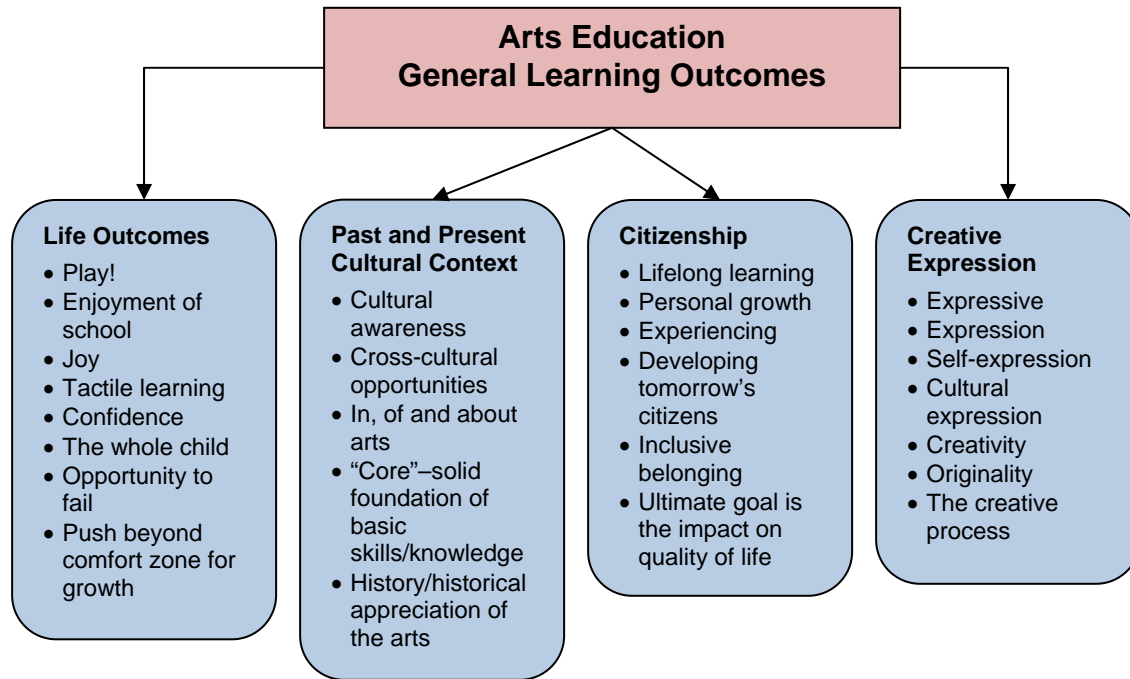 Arts Education
General Learning Outcomes
Life Outcomes
• Play!
• Enjoyment of
school
• Joy
• Tactile learning
• Confidence
• The whole child
• Opportunity to
fail
• Push beyond
comfort zone for
growth
Past and Present
Cultural Context
• Cultural
awareness
• Cross-cultural
opportunities
• In, of and about
arts
• “Core”–solid
foundation of
basic
skills/knowledge
• History/historical
appreciation of
the arts
Citizenship
• Lifelong learning
• Personal growth
• Experiencing
• Developing
tomorrow’s
citizens
• Inclusive
belonging
• Ultimate goal is
the impact on
quality of life
Creative
Expression
• Expressive
• Expression
• Self-expression
• Cultural
expression
• Creativity
• Originality
• The creative
process